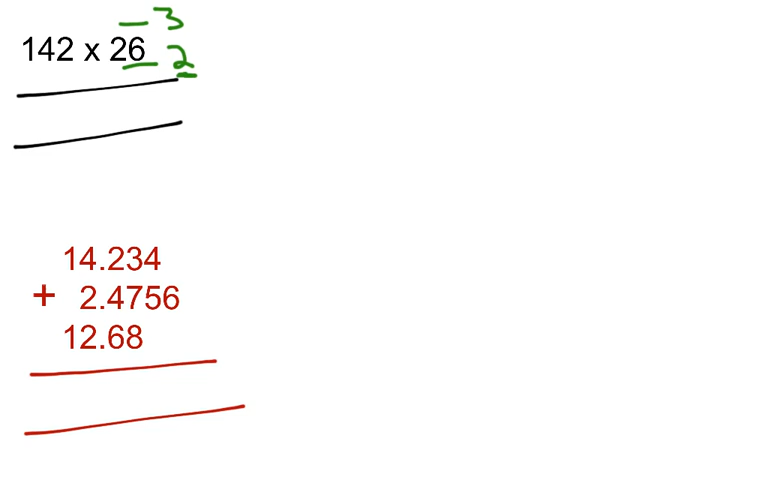 — 3
142 x 26 — 2
14.234
+ 2.4756
12.68